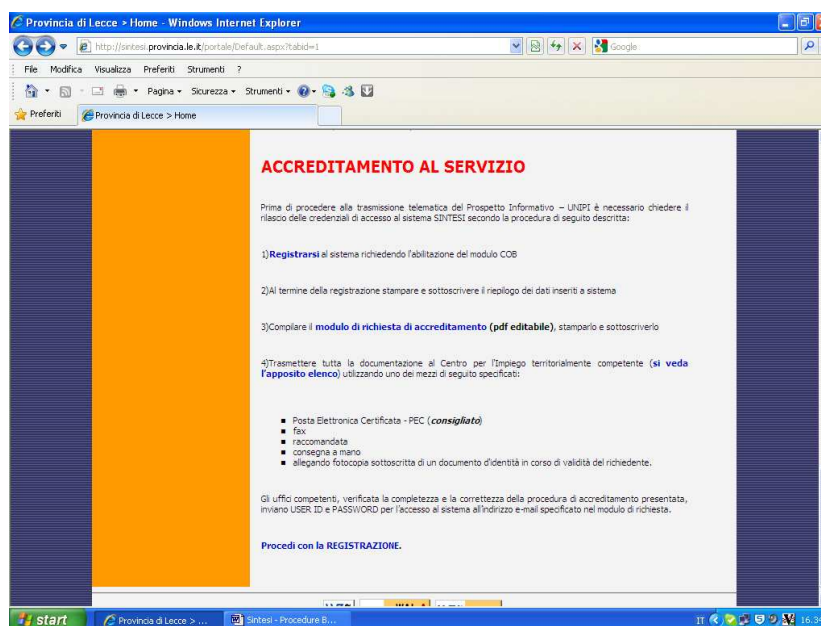 Provincia di Lecce > Home - Windows Internet Explorer
http://sintesi.provincia.le.it/portale/Default.aspx?tabid=1
Google
File Modifica Visualizza Preferiti Strumenti ?
Pagina Sicurezza Strumenti
Preferiti Provincia di Lecce > Home
ACCREDITAMENTO AL SERVIZIO
Prima di procedere alla trasmissione telematica del Prospetto Informativo – UNIPI è necessario chiedere il
rilascio delle credenziali di accesso al sistema SINTESI secondo la procedura di seguito descritta:
1)Registrarsi al sistema richiedendo l'abilitazione del modulo COB
2)Al termine della registrazione stampare e sottoscrivere il riepilogo dei dati inseriti a sistema
3)Compilare il modulo di richiesta di accreditamento (pdf editabile), stamparlo e sottoscriverlo
4)Trasmettere tutta la documentazione al Centro per l'Impiego territorialmente competente (si veda
l'apposito elenco) utilizzando uno dei mezzi di seguito specificati:
Posta Elettronica Certificata - PEC (consigliato)
fax
raccomandata
consegna a mano
allegando fotocopia sottoscritta di un documento d'identità in corso di validità del richiedente.
Gli uffici competenti, verificata la completezza e la correttezza della procedura di accreditamento presentata,
inviano USER ID e PASSWORD per l'accesso al sistema all'indirizzo e-mail specificato nel modulo di richiesta.
Procedi con la REGISTRAZIONE.
start Provincia di Lecce > ... Sintesi - Procedure B... IT 16.34